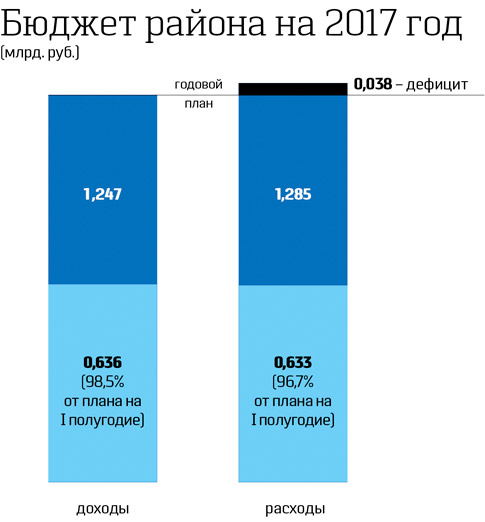 Бюджет района на 2017 год
(млрд. руб.)
годовой
план
0,038 – дефицит
1,247
1,285
0,636
(98,5%
от плана на
I полугодие)
0,633
(96,7%
от плана на
I полугодие)
доходы
расходы